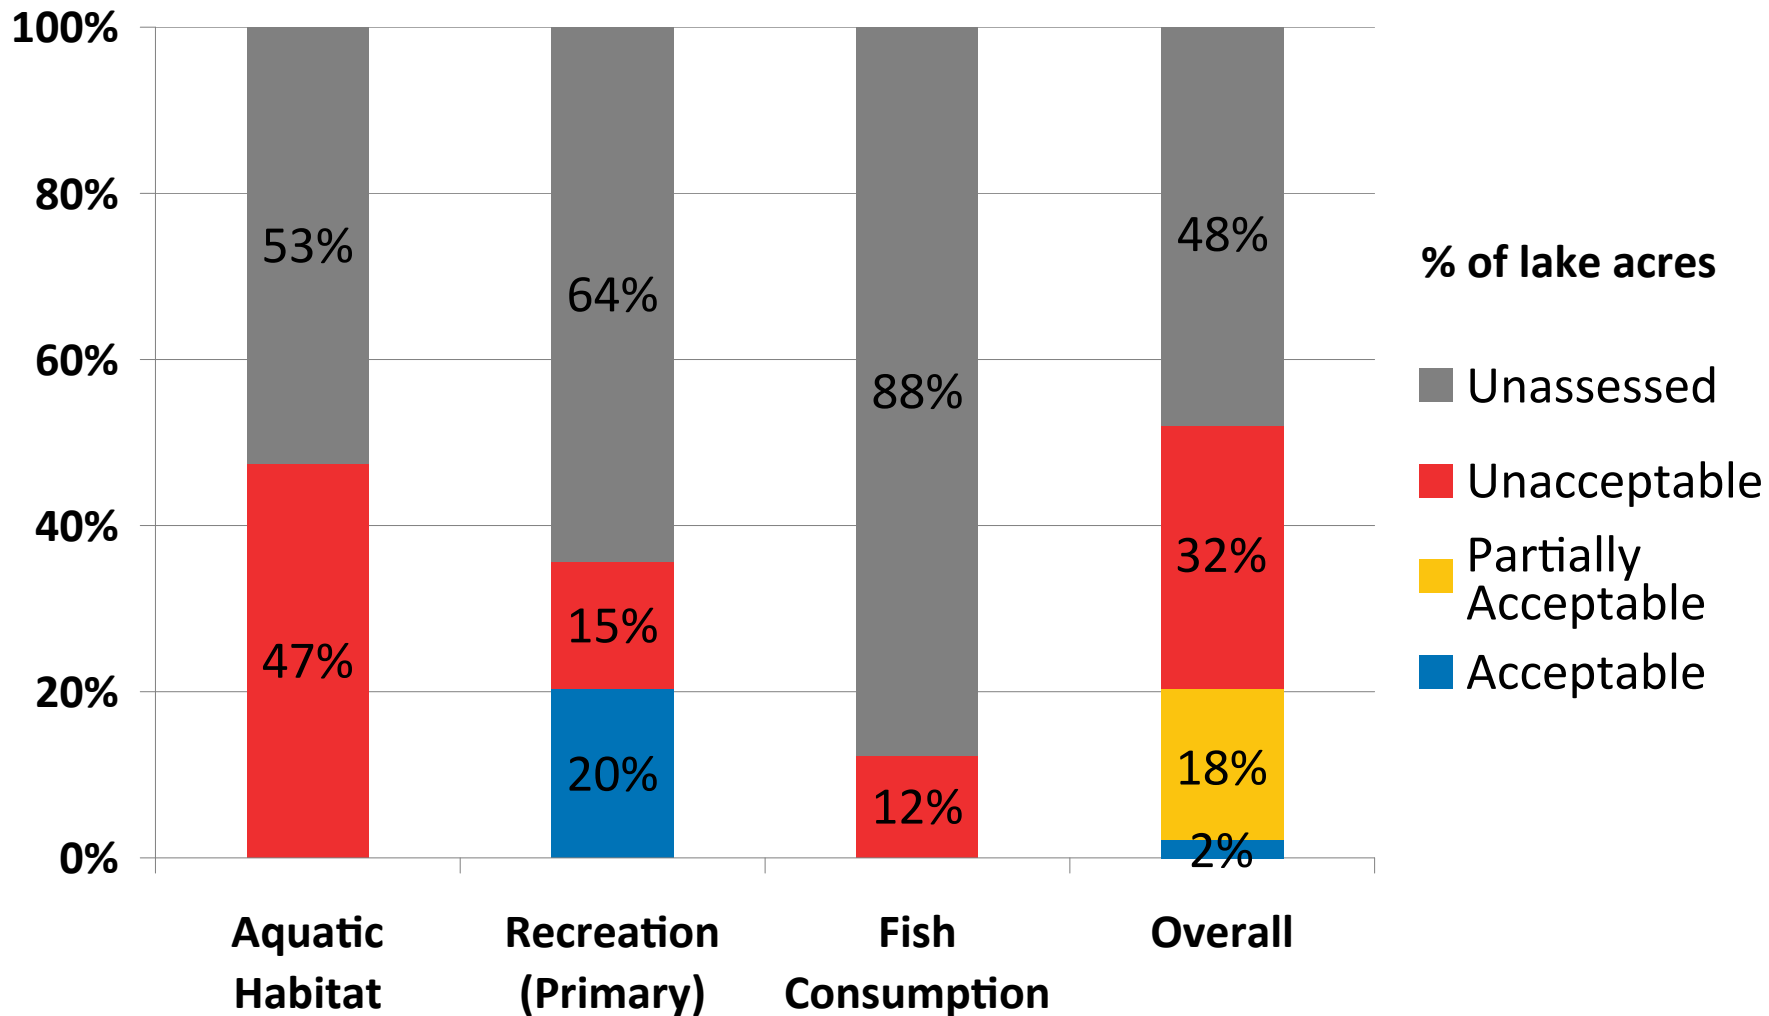 100%
80%
60%
40%
20%
0%
53%
47%
64%
15%
20%
88%
12%
48%
32%
18%
2%
Aquatic
Habitat
Recreation
(Primary)
Fish
Consumption
Overall
% of lake acres
Unassessed
Unacceptable
Partially
Acceptable
Acceptable